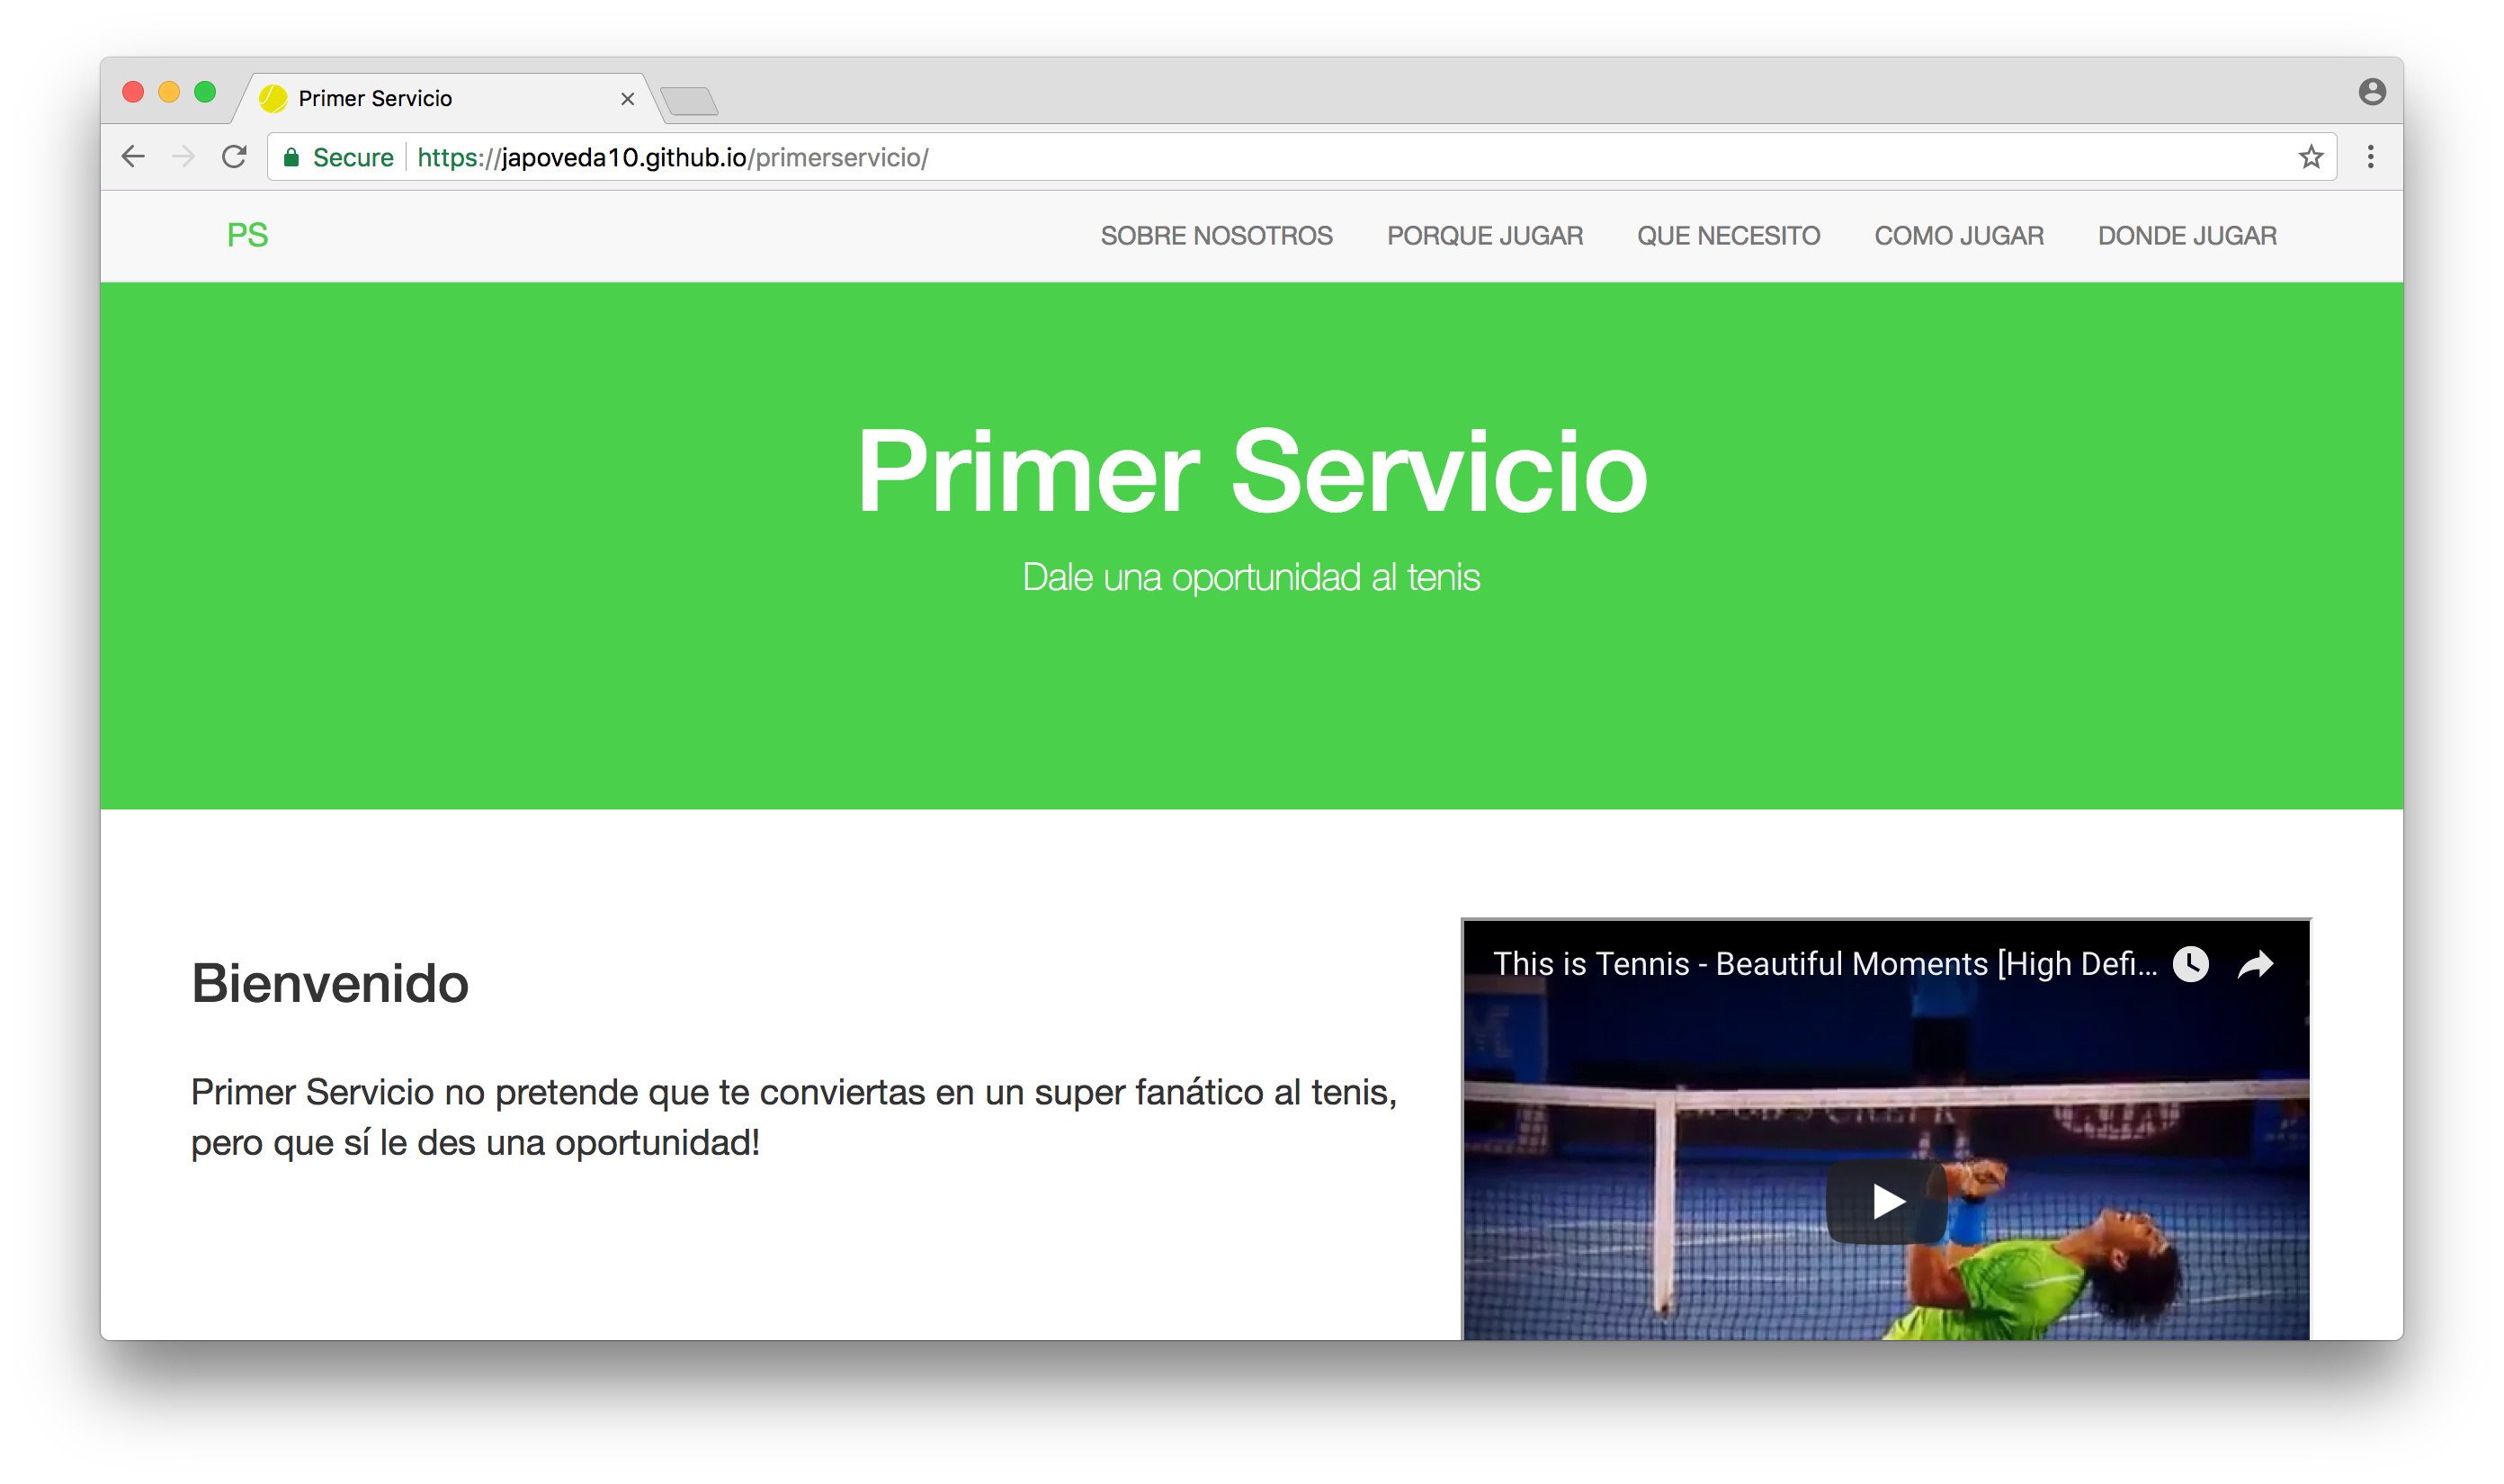 Primer Servicio
Secure https://japoveda10.github.io/primerservicio/
PS SOBRE NOSOTROS PORQUE JUGAR QUE NECESITO COMO JUGAR DONDE JUGAR
Primer Servicio
Dale una oportunidad al tenis
Bienvenido
Primer Servicio no pretende que te conviertas en un super fanático al tenis,
pero que sí le des una oportunidad!
This is Tennis - Beautiful Moments [High Defi...